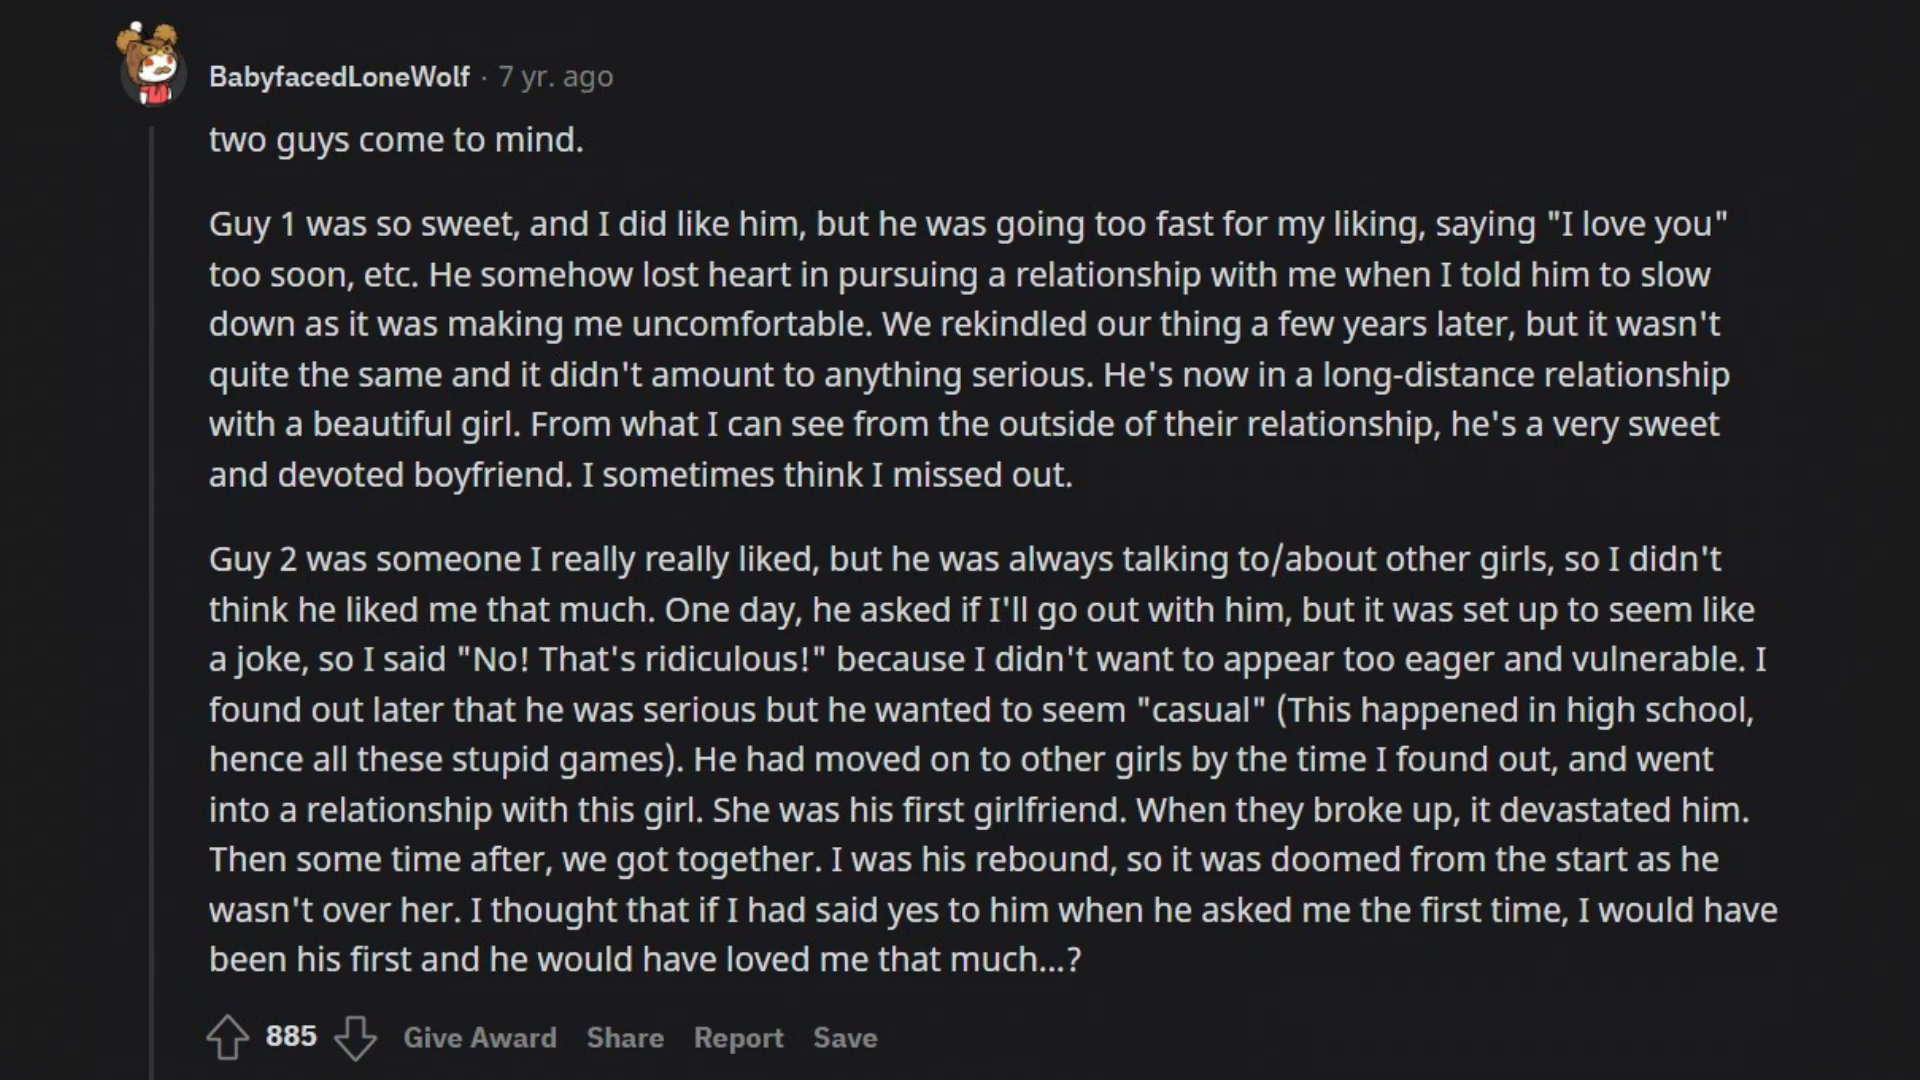 BabyfacedLoneWolf · 7 yr. ago
two guys come to mind.
Guy 1 was so sweet, and I did like him, but he was going too fast for my liking, saying "I love you"
too soon, etc. He somehow lost heart in pursuing a relationship with me when I told him to slow
down as it was making me uncomfortable. We rekindled our thing a few years later, but it wasn't
quite the same and it didn't amount to anything serious. He's now in a long-distance relationship
with a beautiful girl. From what I can see from the outside of their relationship, he's a very sweet
and devoted boyfriend. I sometimes think I missed out.
Guy 2 was someone I really really liked, but he was always talking to/about other girls, so I didn't
think he liked me that much. One day, he asked if I'll go out with him, but it was set up to seem like
a joke, so I said "No! That's ridiculous!" because I didn't want to appear too eager and vulnerable. I
found out later that he was serious but he wanted to seem "casual" (This happened in high school,
hence all these stupid games). He had moved on to other girls by the time I found out, and went
into a relationship with this girl. She was his first girlfriend. When they broke up, it devastated him.
Then some time after, we got together. I was his rebound, so it was doomed from the start as he
wasn't over her. I thought that if I had said yes to him when he asked me the first time, I would have
been his first and he would have loved me that much...?
885 Give Award Share Report Save